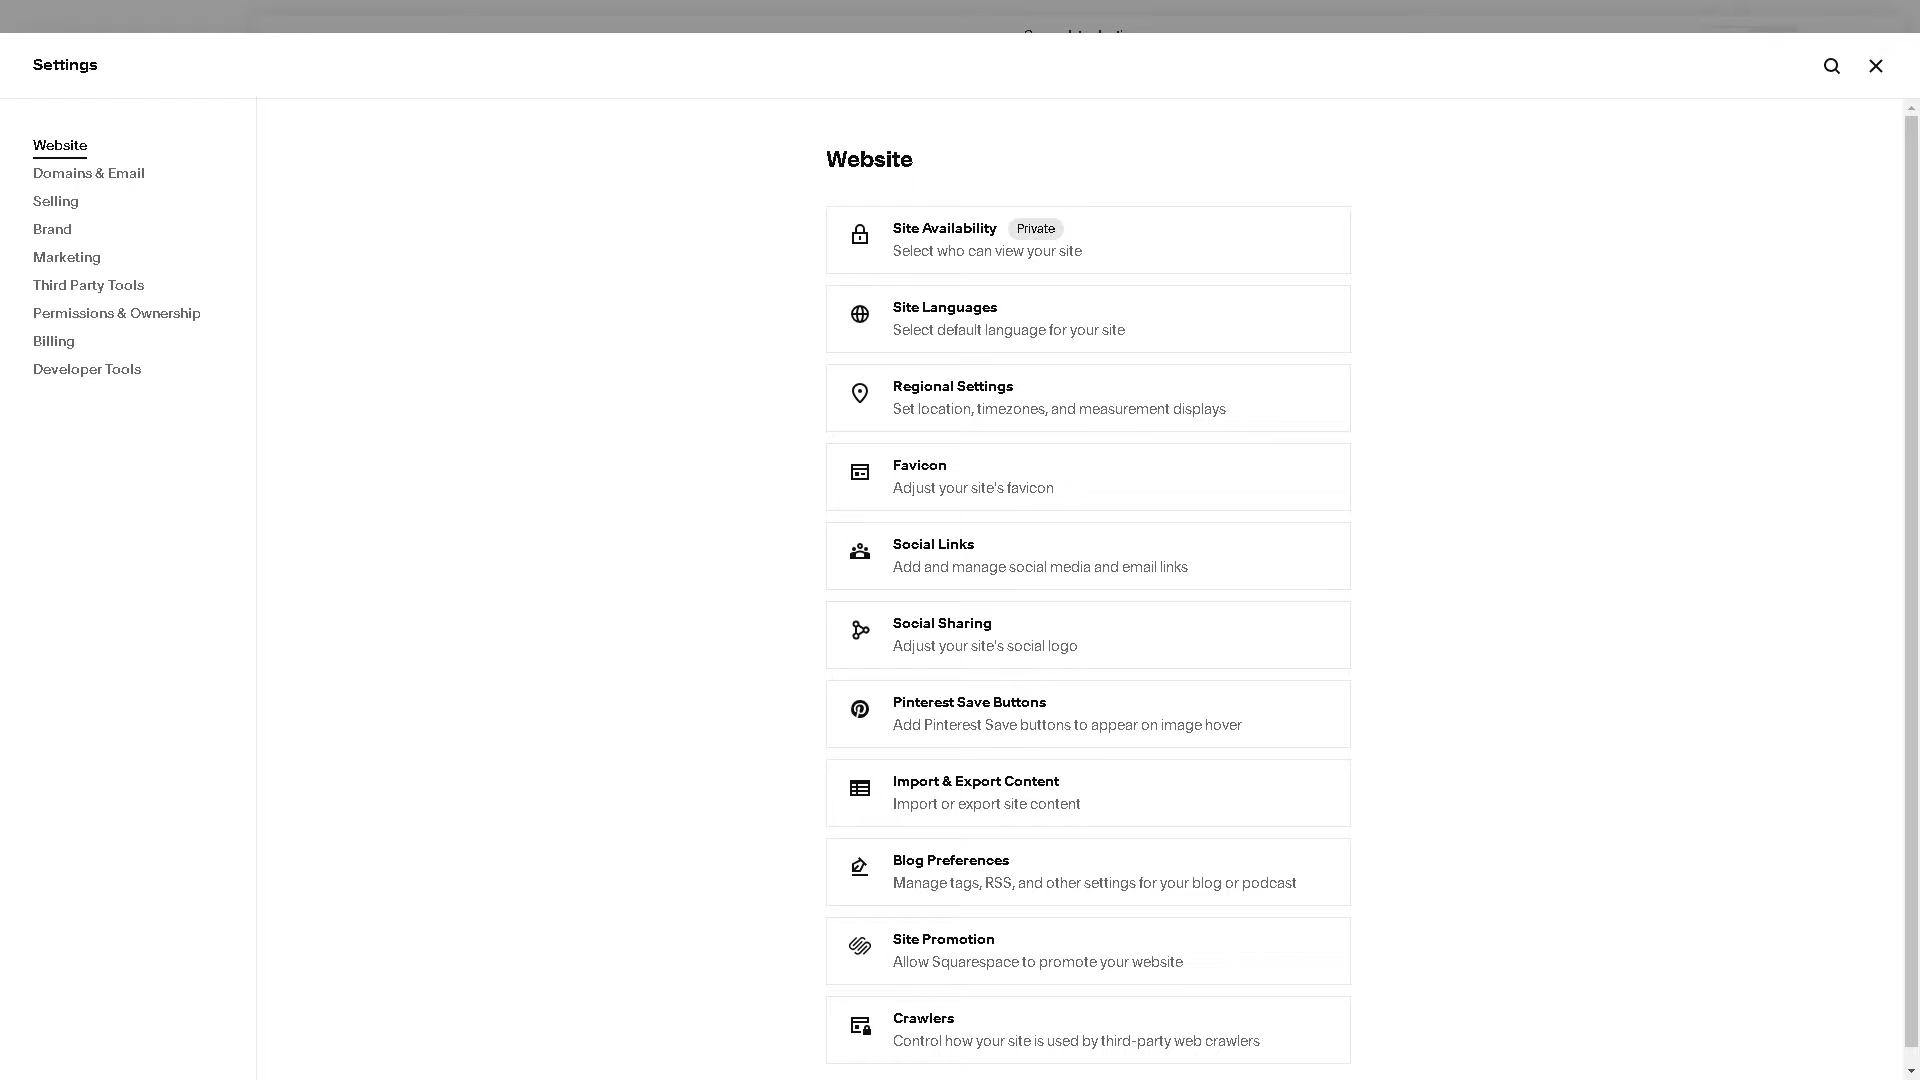 Settings
Website
Domains & Email
Selling
Brand
Marketing
Third Party Tools
Permissions & Ownership
Billing
Developer Tools
Website
Site Availability Private
Select who can view your site
Site Languages
Select default language for your site
Regional Settings
Set location, timezones, and measurement displays
Favicon
Adjust your site's favicon
Social Links
Add and manage social media and email links
Social Sharing
Adjust your site's social logo
Pinterest Save Buttons
Add Pinterest Save buttons to appear on image hover
Import & Export Content
Import or export site content
Blog Preferences
Manage tags, RSS, and other settings for your blog or podcast
Site Promotion
Allow Squarespace to promote your website
Crawlers
Control how your site is used by third-party web crawlers